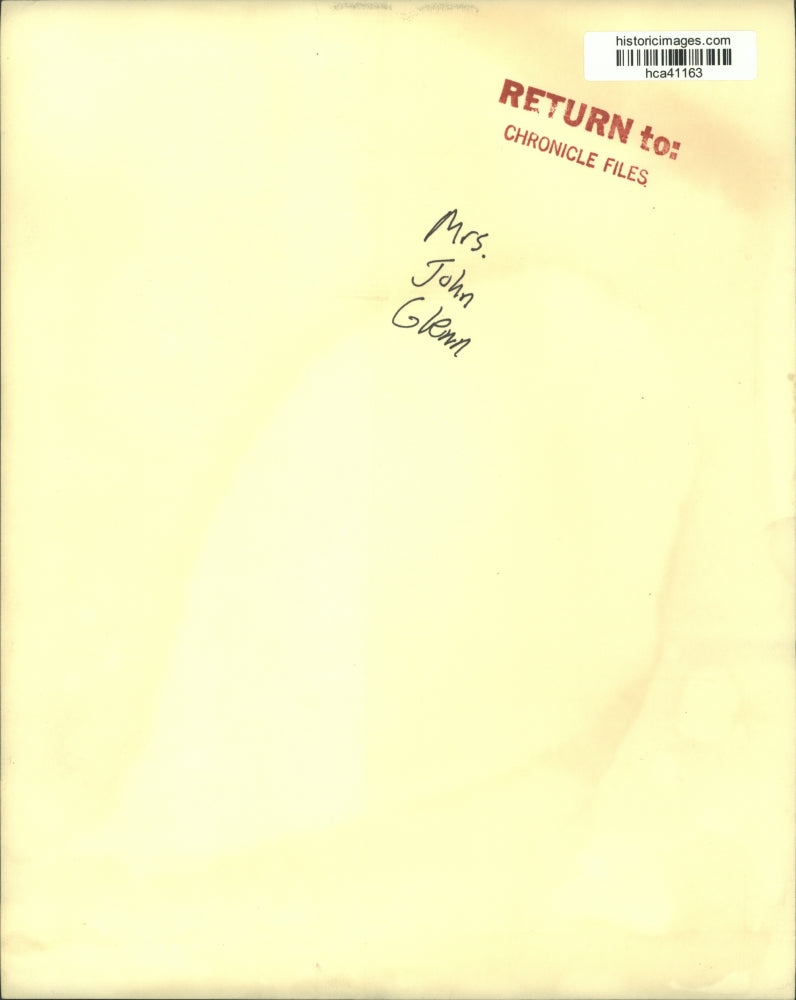 historicimages.com
hca41163
RETURN to:
CHRONICLE FILES
Mrs.
John
Glenn